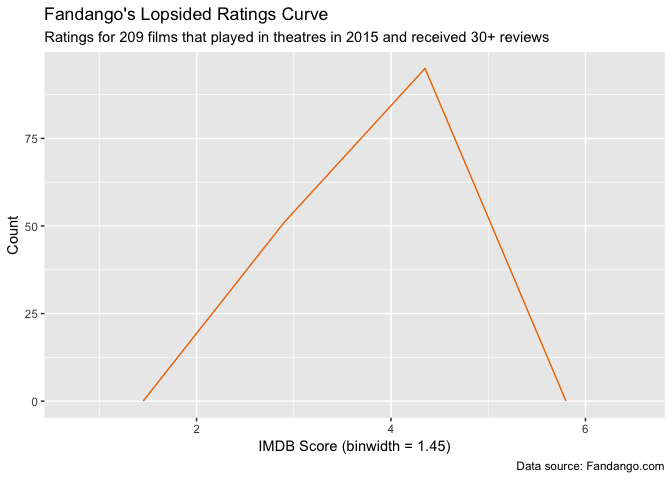 Fandango's Lopsided Ratings Curve
Ratings for 209 films that played in theatres in 2015 and received 30+ reviews
Count
75
50
25
0
2
4
6
IMDB Score (binwidth = 1.45)
Data source: Fandango.com